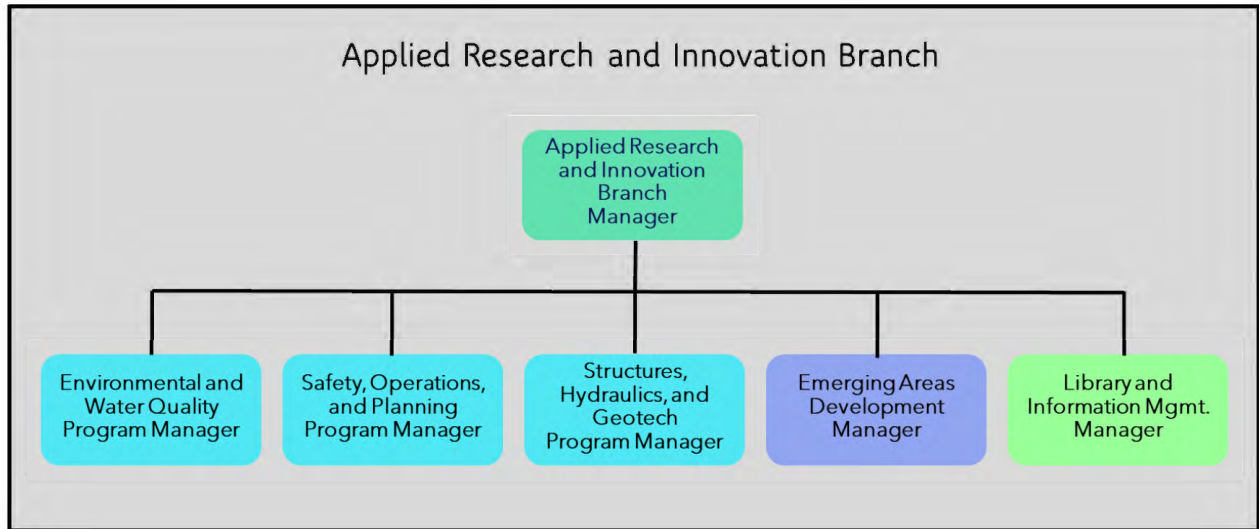 Applied Research and Innovation Branch
Applied Research
and Innovation
Branch
Manager
Environmental and
Water Quality
Program Manager
Safety, Operations,
and Planning
Program Manager
Structures,
Hydraulics, and
Geotech
Program Manager
Emerging Areas
Development
Manager
Library and
Information Mgmt.
Manager